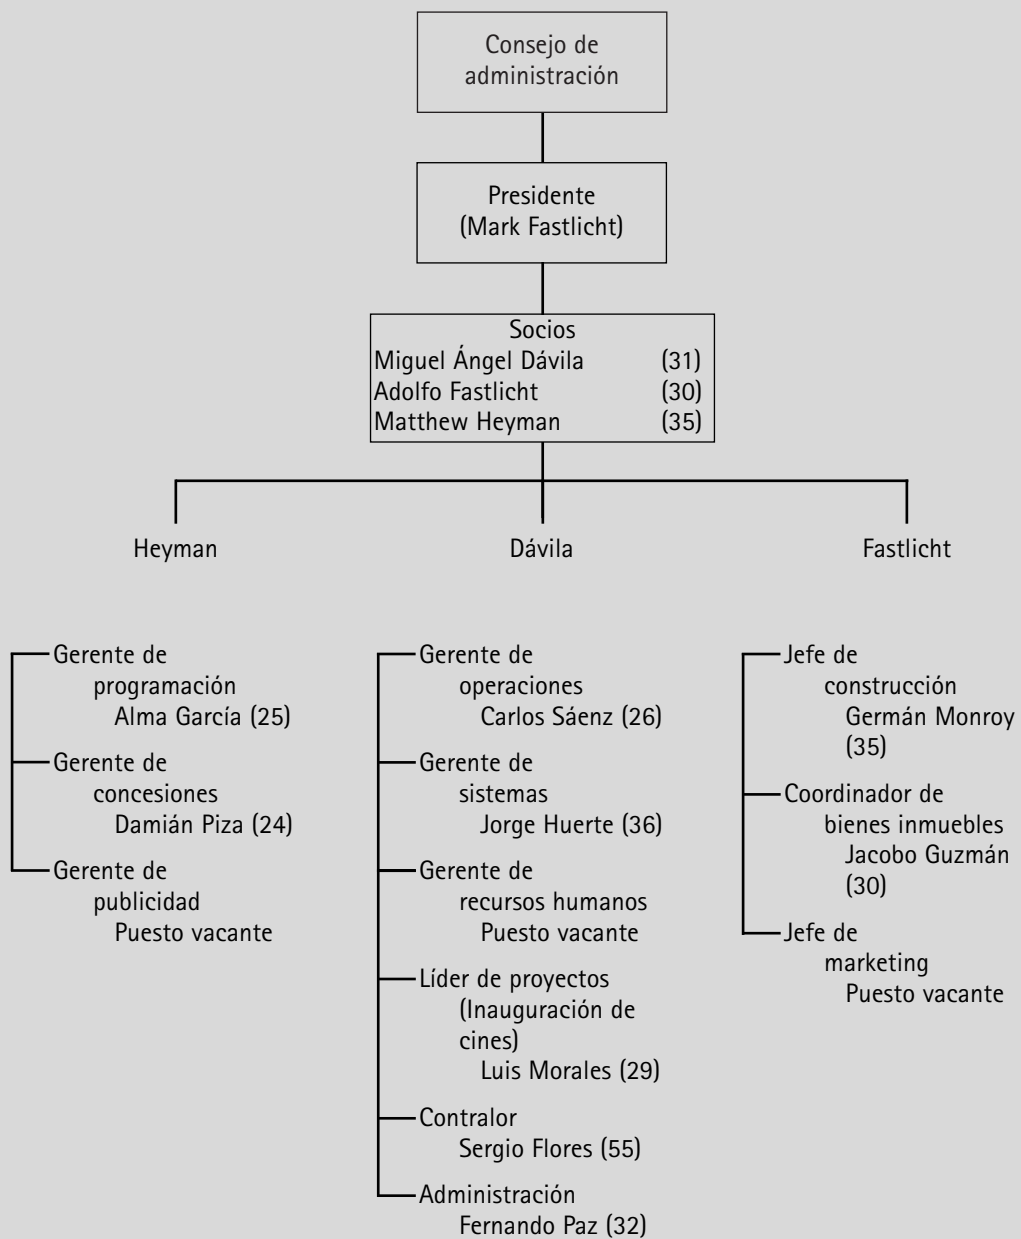 Consejo de
administración
Presidente
(Mark Fastlicht)
Socios
Miguel Ángel Dávila (31)
Adolfo Fastlicht (30)
Matthew Heyman (35)
Heyman
Dávila
Fastlicht
Gerente de
programación
Alma García (25)
Gerente de
concesiones
Damián Piza (24)
Gerente de
publicidad
Puesto vacante
Gerente de
operaciones
Carlos Sáenz (26)
Gerente de
sistemas
Jorge Huerte (36)
Gerente de
recursos humanos
Puesto vacante
Líder de proyectos
(Inauguración de
cines)
Luis Morales (29)
Contralor
Sergio Flores (55)
Administración
Fernando Paz (32)
Jefe de
construcción
Germán Monroy
(35)
Coordinador de
bienes inmuebles
Jacobo Guzmán
(30)
Jefe de
marketing
Puesto vacante